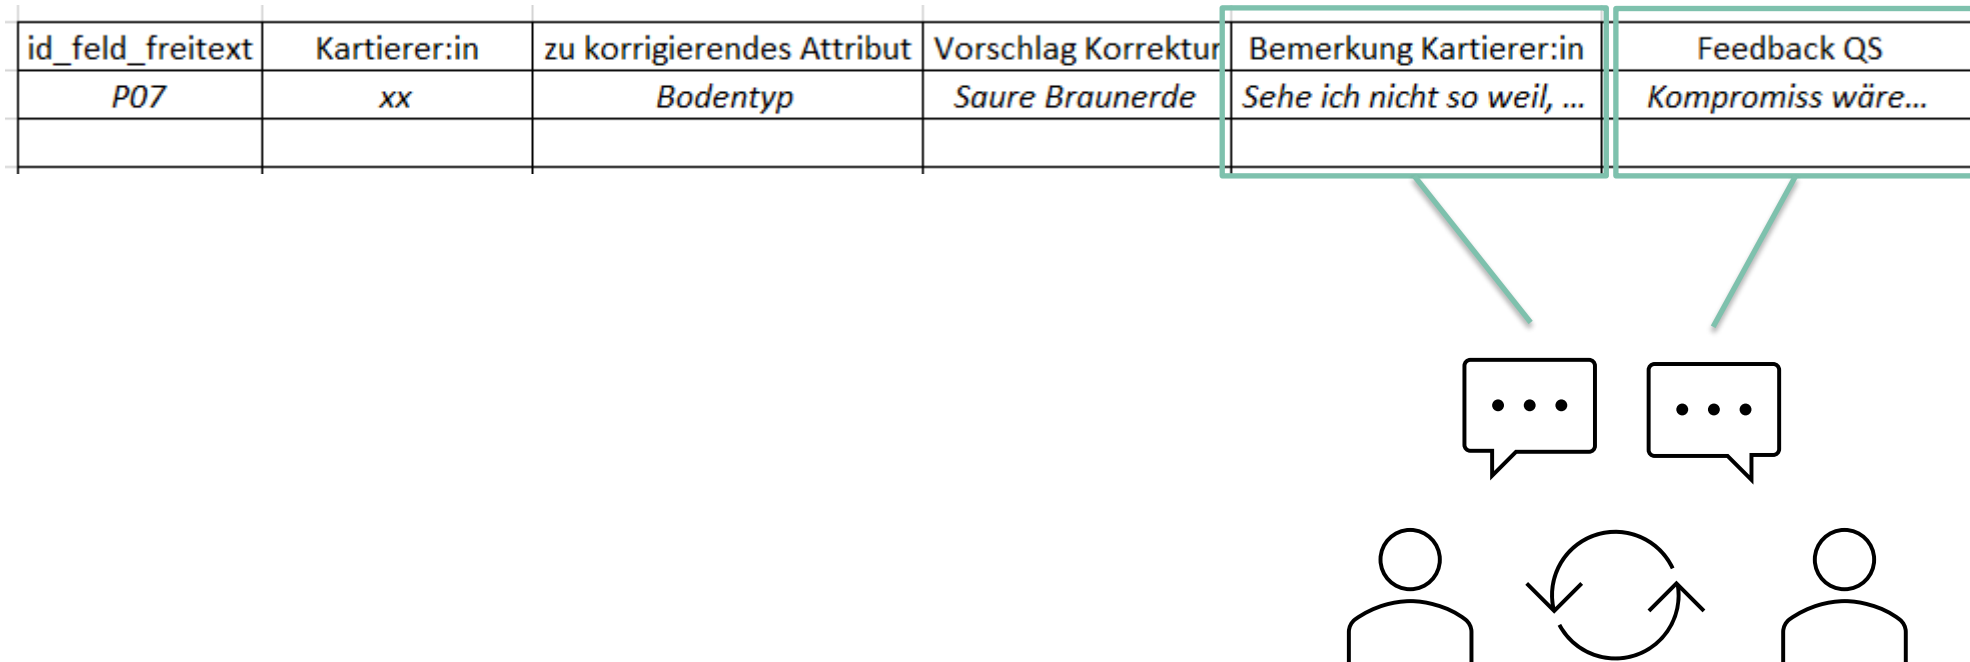 id_feld_freitext Kartierer:in zu korrigierendes Attribut Vorschlag Korrektur Bemerkung Kartierer:in Feedback QS
P07 xx Bodentyp Saure Braunerde Sehe ich nicht so weil, ... Kompromiss wäre...